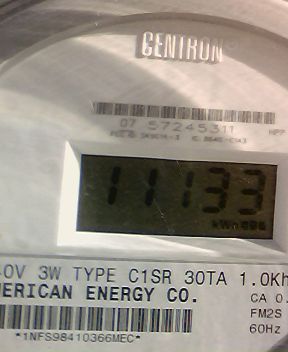 CENTRON
07 57245311
11133
kWh
0V 3W TYPE C1SR 30TA 1.0Kh
MERICAN ENERGY CO.
CA 0.
FM2S
60Hz
*1NFS98410366MEC*